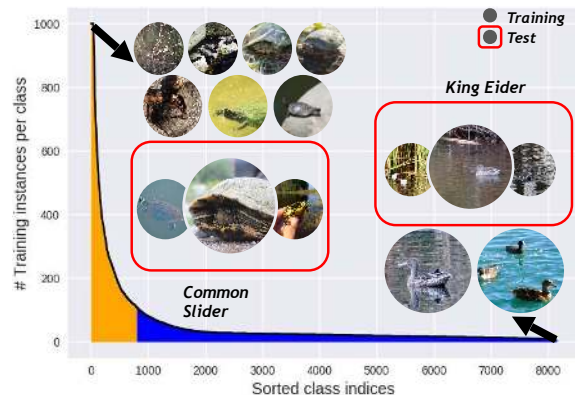 Training
Test
King Eider
Common
Slider
# Training instances per class
1000
800
600
400
200
0
0 1000 2000 3000 4000 5000 6000 7000 8000
Sorted class indices